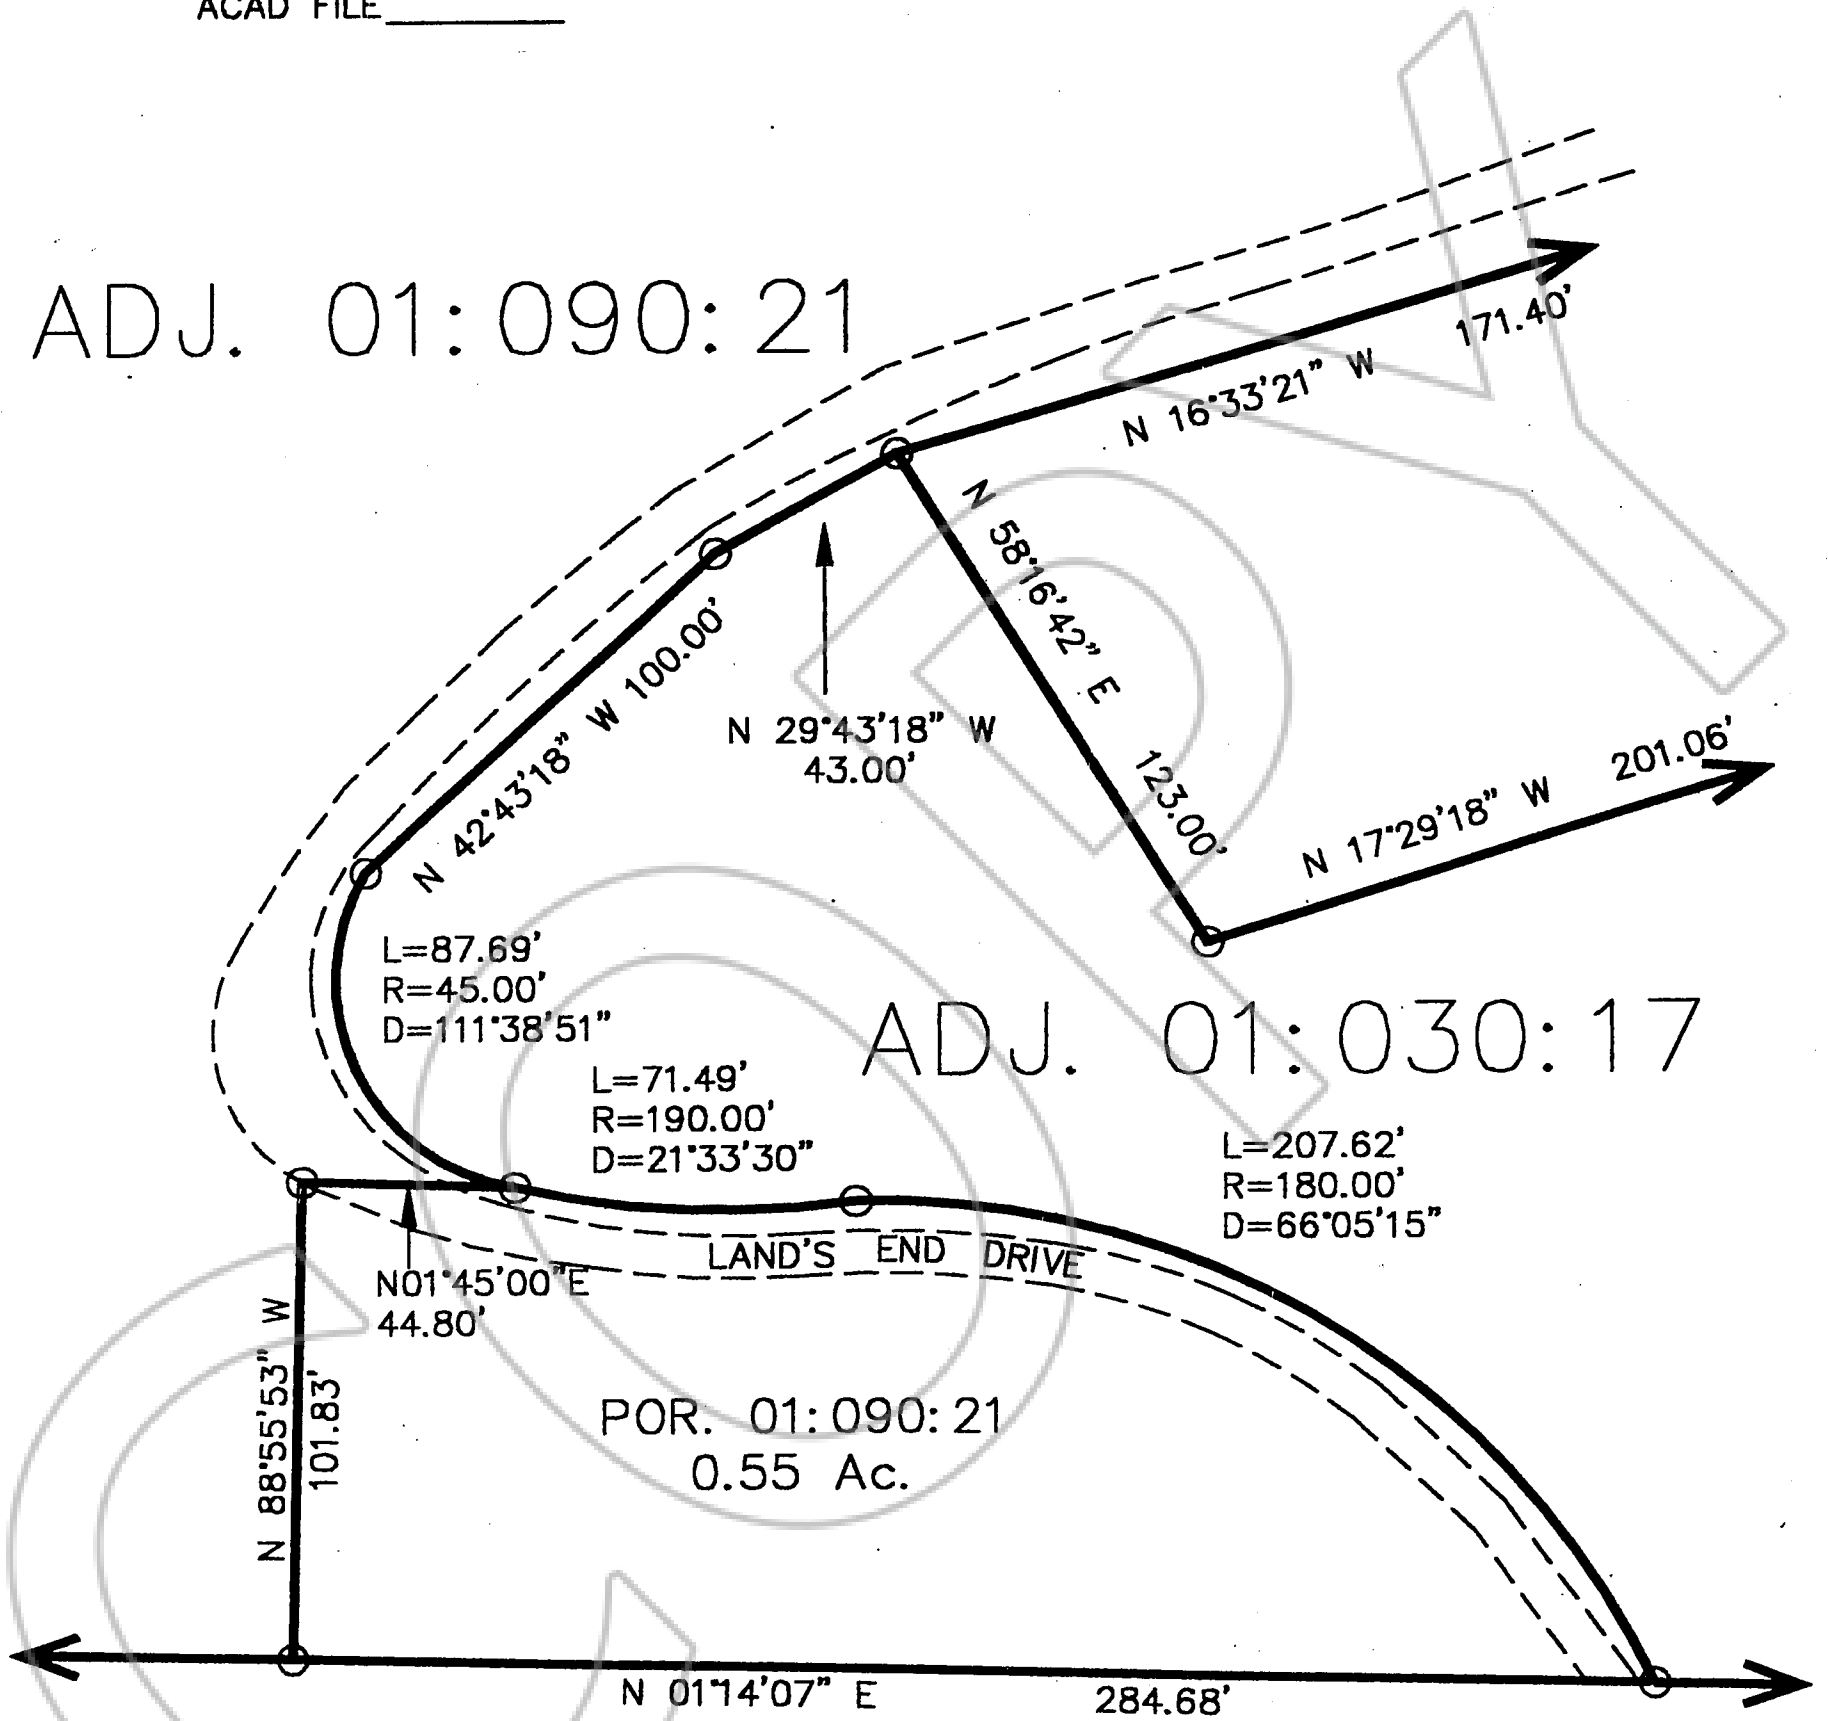 ACAD FILE
ADJ. 01:090:21
171.40'
N 16°33'21" W
N 58°16'42" E 123.00'
N 42°43'18" W 100.00'
N 29°43'18" W
43.00'
201.06'
N 17°29'18" W
L=87.69'
R=45.00'
D=111°38'51"
ADJ. 01:030:17
L=71.49'
R=190.00'
D=21°33'30"
L=207.62'
R=180.00'
D=66°05'15"
LAND'S END DRIVE
N01°45'00"E
44.80'
N 88°55'53" W
101.83'
POR. 01:090:21
0.55 Ac.
N 01°14'07" E 284.68'
COPY